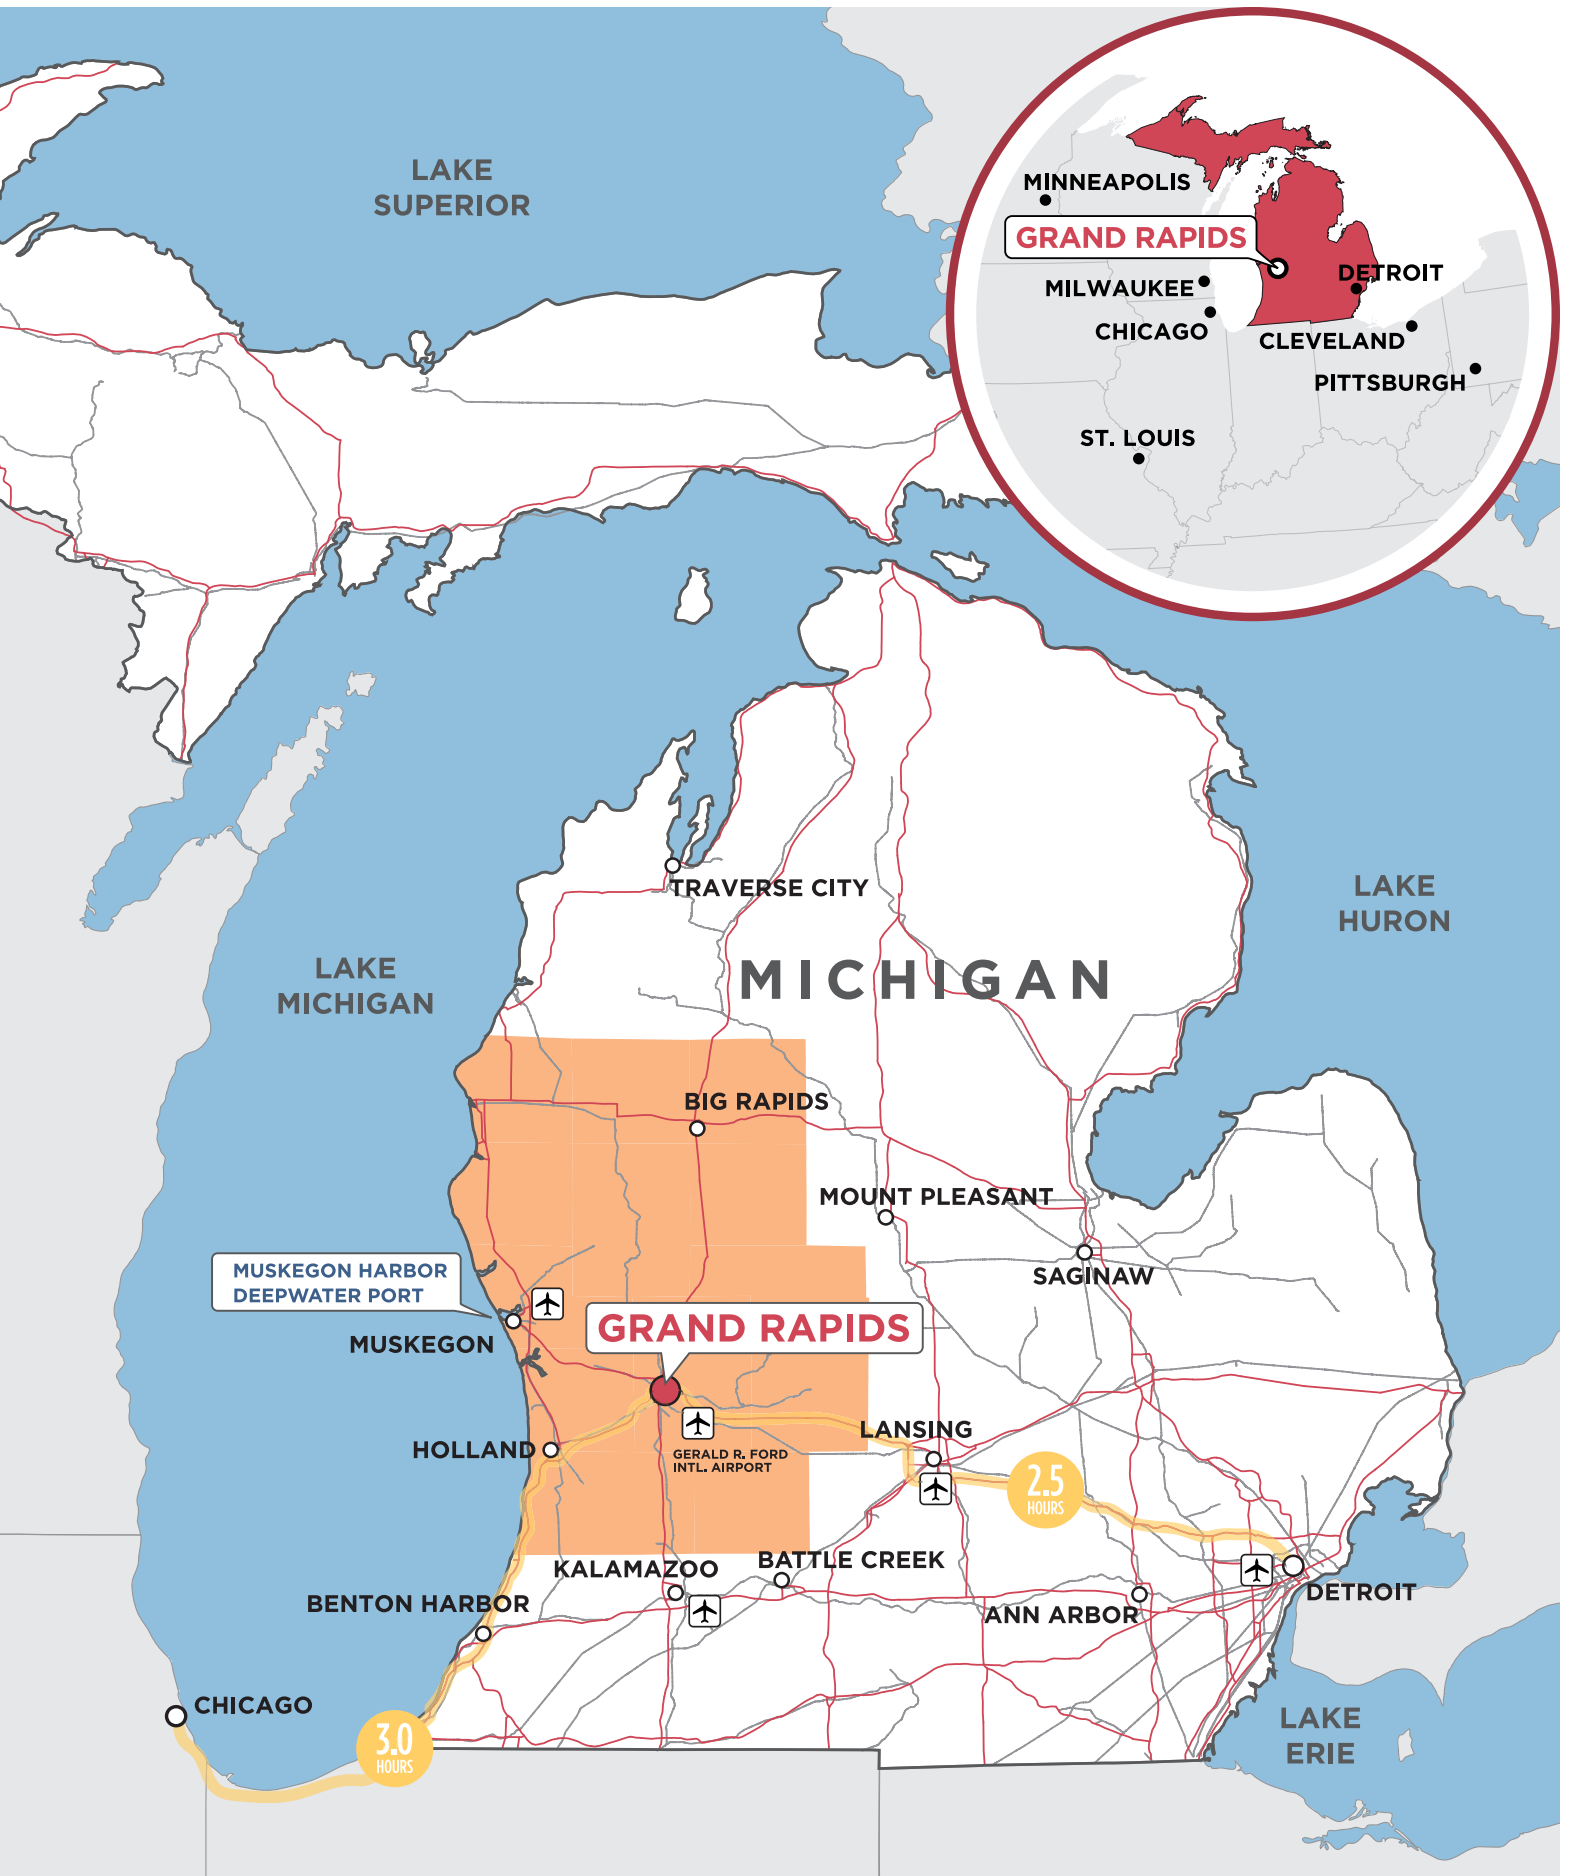 LAKE
SUPERIOR
MINNEAPOLIS
GRAND RAPIDS
DETROIT
MILWAUKEE
CHICAGO
CLEVELAND
PITTSBURGH
ST. LOUIS
TRAVERSE CITY
LAKE
HURON
LAKE
MICHIGAN
MICHIGAN
BIG RAPIDS
MOUNT PLEASANT
MUSKEGON HARBOR
DEEPWATER PORT
SAGINAW
MUSKEGON
GRAND RAPIDS
LANSING
HOLLAND
GERALD R. FORD
INTL. AIRPORT
2.5
HOURS
KALAMAZOO
BATTLE CREEK
DETROIT
BENTON HARBOR
ANN ARBOR
CHICAGO
3.0
HOURS
LAKE
ERIE